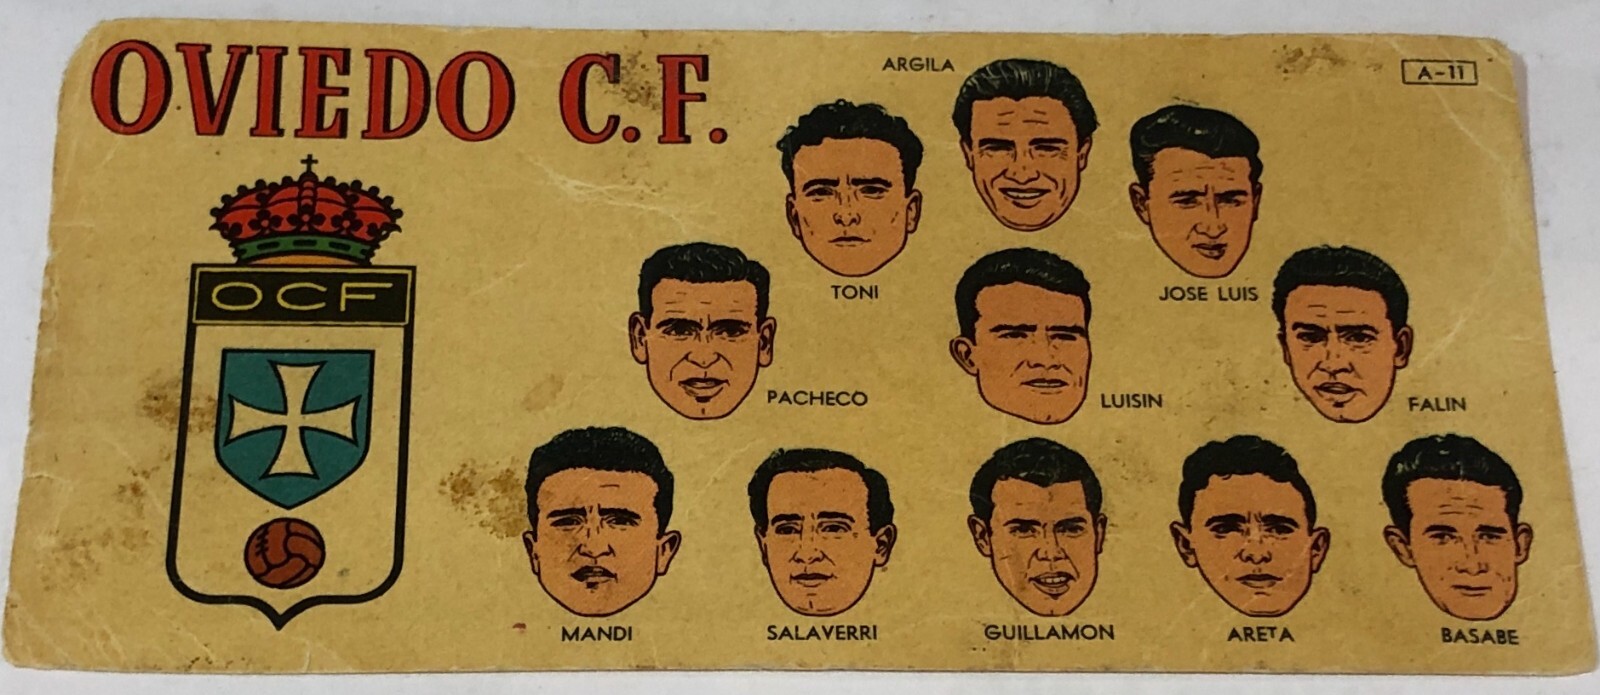 OVIEDO C.F.
ARGILA
A-11
TONI
JOSE LUIS
OCF
PACHECO
LUISIN
FALIN
MANDI
SALAVERRI
GUILLAMON
ARETA
BASABE